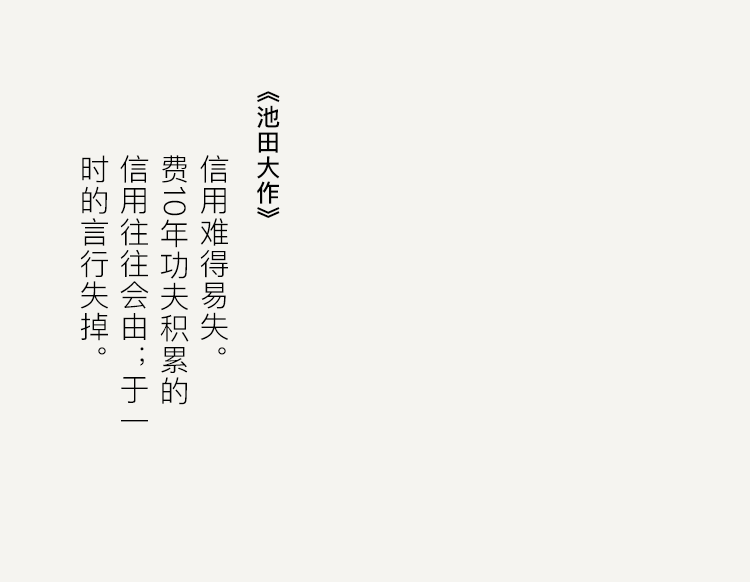 《池田大作》
信用难得易失。
费10年功夫积累的
信用往往会由；于一
时的言行失掉。